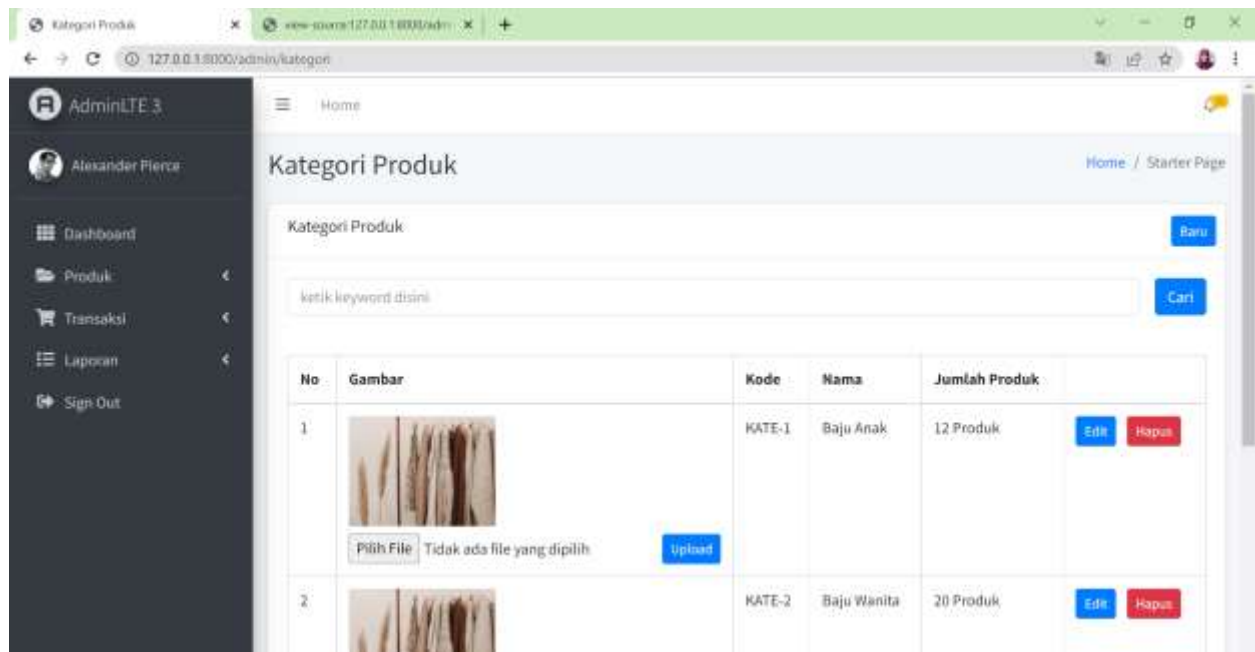 Kategori Produk
view-source:127.0.0.1:8000/adm
127.0.0.1:8000/admin/kategori
AdminLTE 3
Home
Alexander Pierce
Kategori Produk
Home / Starter Page
Dashboard
Produk
Transaksi
Laporan
Sign Out
Kategori Produk
Baru
ketik keyword disini
Cari
No Gambar Kode Nama Jumlah Produk
1 KATE-1 Baju Anak 12 Produk Edit Hapus
Pilih File Tidak ada file yang dipilih Upload
2 KATE-2 Baju Wanita 20 Produk Edit Hapus